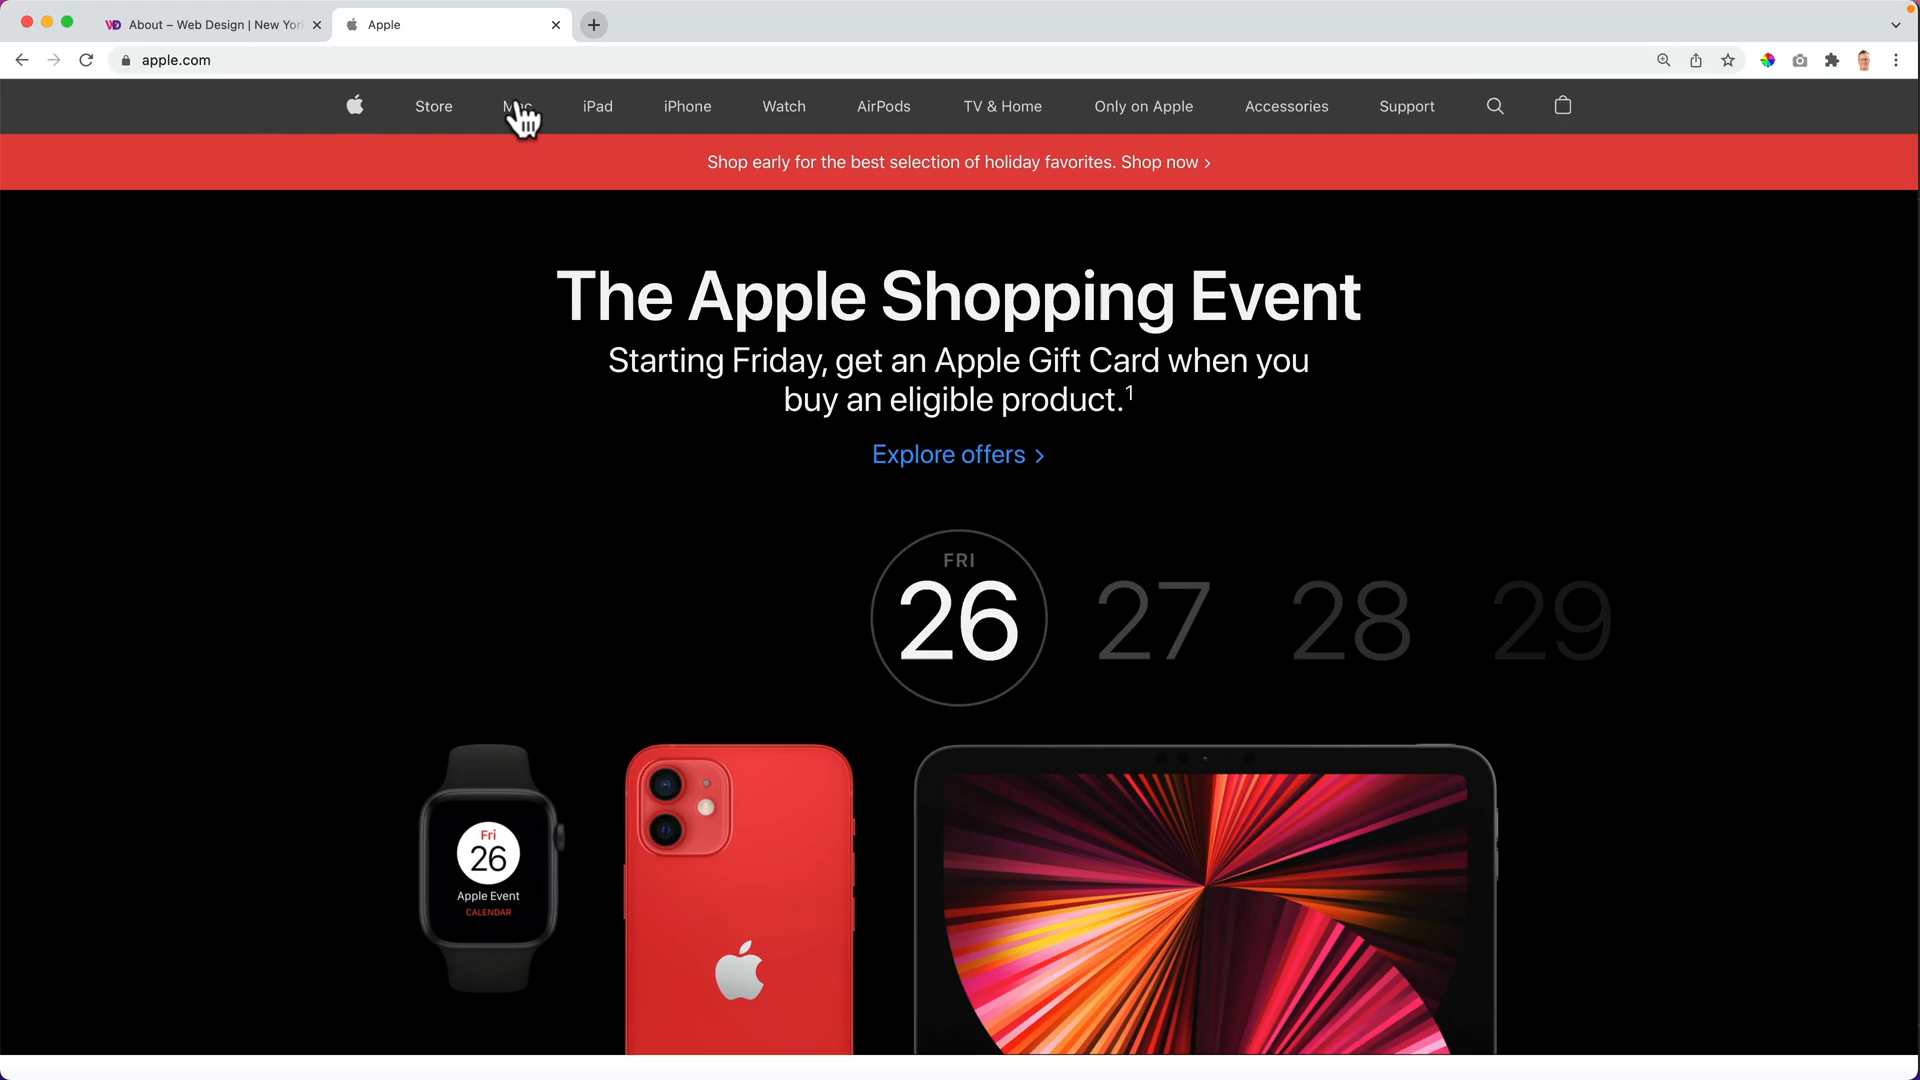 About – Web Design | New Yor
Apple
apple.com
Store
Mac
iPad
iPhone
Watch
AirPods
TV & Home
Only on Apple
Accessories
Support
Shop early for the best selection of holiday favorites. Shop now ›
The Apple Shopping Event
Starting Friday, get an Apple Gift Card when you
buy an eligible product.¹
Explore offers ›
FRI
26 27 28 29
Fri
26
Apple Event
CALENDAR